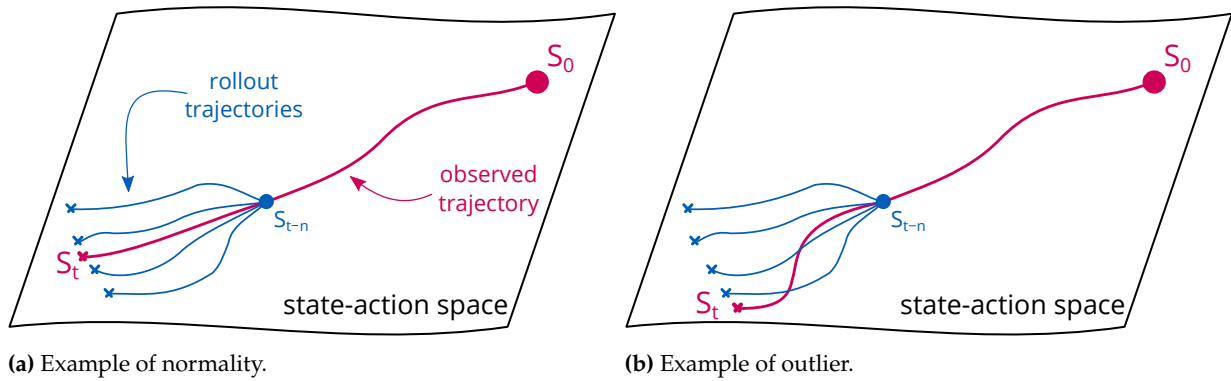 S₀
rollout
trajectories
observed
trajectory
Sₜ₋ₙ
Sₜ
state-action space
(a) Example of normality.
S₀
Sₜ₋ₙ
Sₜ
state-action space
(b) Example of outlier.